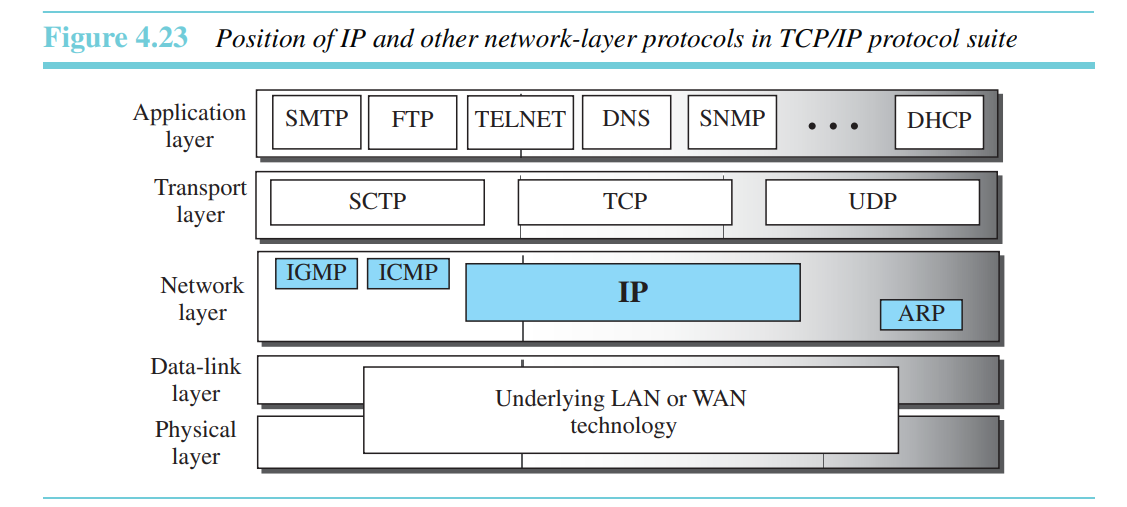 Figure 4.23 Position of IP and other network-layer protocols in TCP/IP protocol suite
Application
layer
SMTP FTP TELNET DNS SNMP • • • DHCP
Transport
layer
SCTP TCP UDP
Network
layer
IGMP ICMP IP ARP
Data-link
layer
Underlying LAN or WAN
technology
Physical
layer